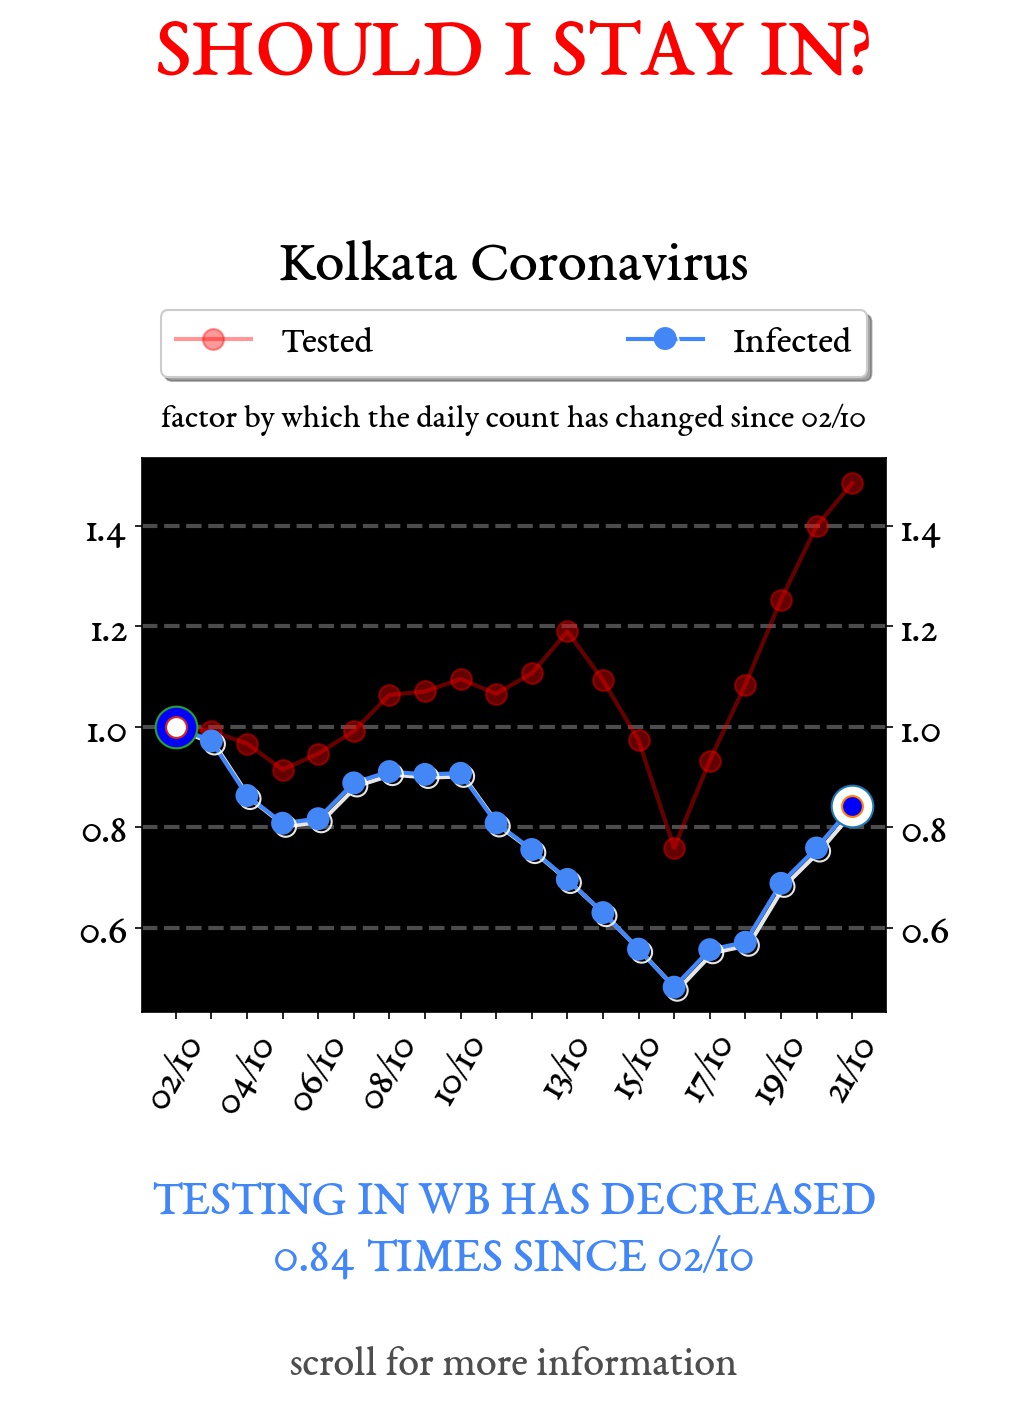 SHOULD I STAY IN?
Kolkata Coronavirus
Tested Infected
factor by which the daily count has changed since 02/10
1.4 1.4
1.2 1.2
1.0 1.0
0.8 0.8
0.6 0.6
02/10 04/10 06/10 08/10 10/10 13/10 15/10 17/10 19/10 21/10
TESTING IN WB HAS DECREASED
0.84 TIMES SINCE 02/10
scroll for more information